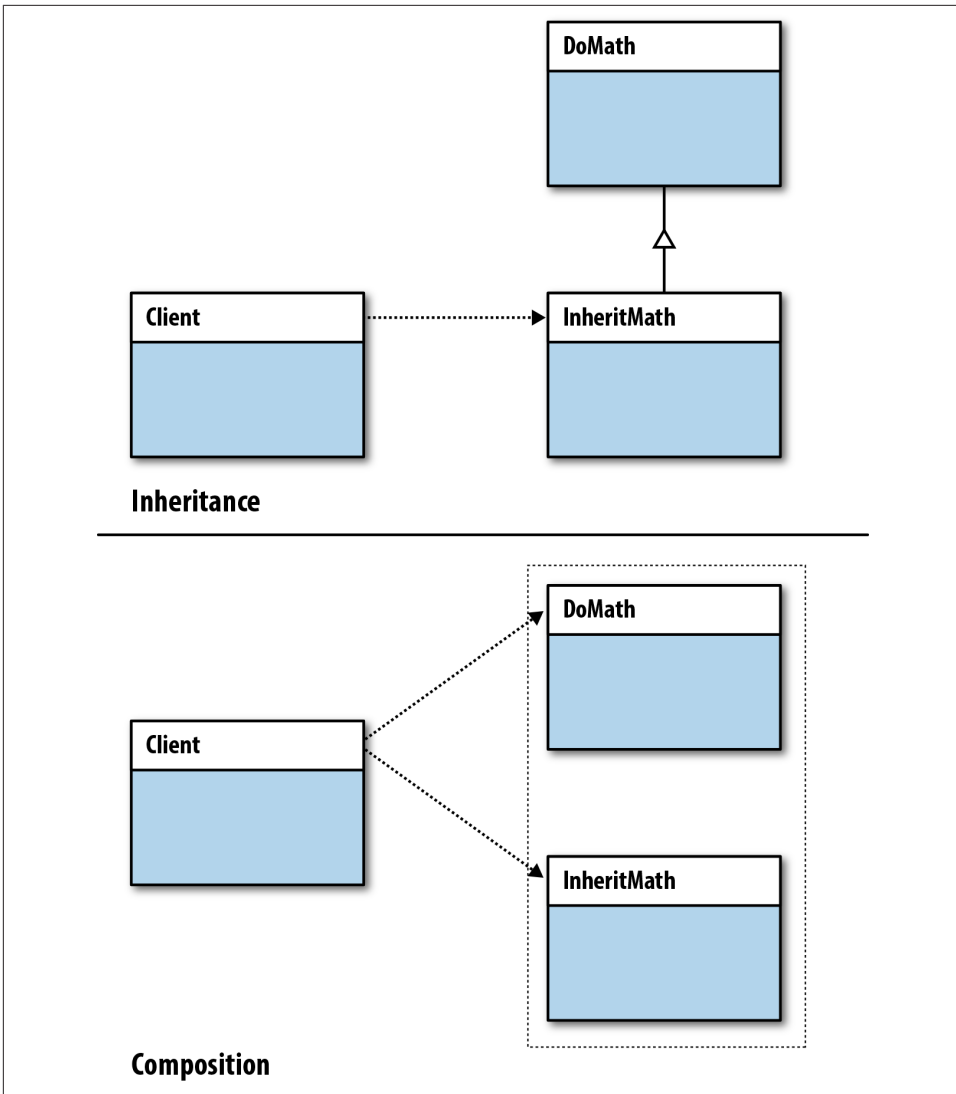 DoMath
Client
InheritMath
Inheritance
DoMath
Client
InheritMath
Composition